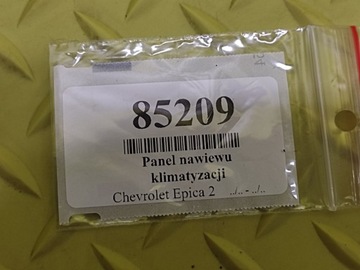 85209
Panel nawiewu
klimatyzacji
Chevrolet Epica 2 ../.. - ../..